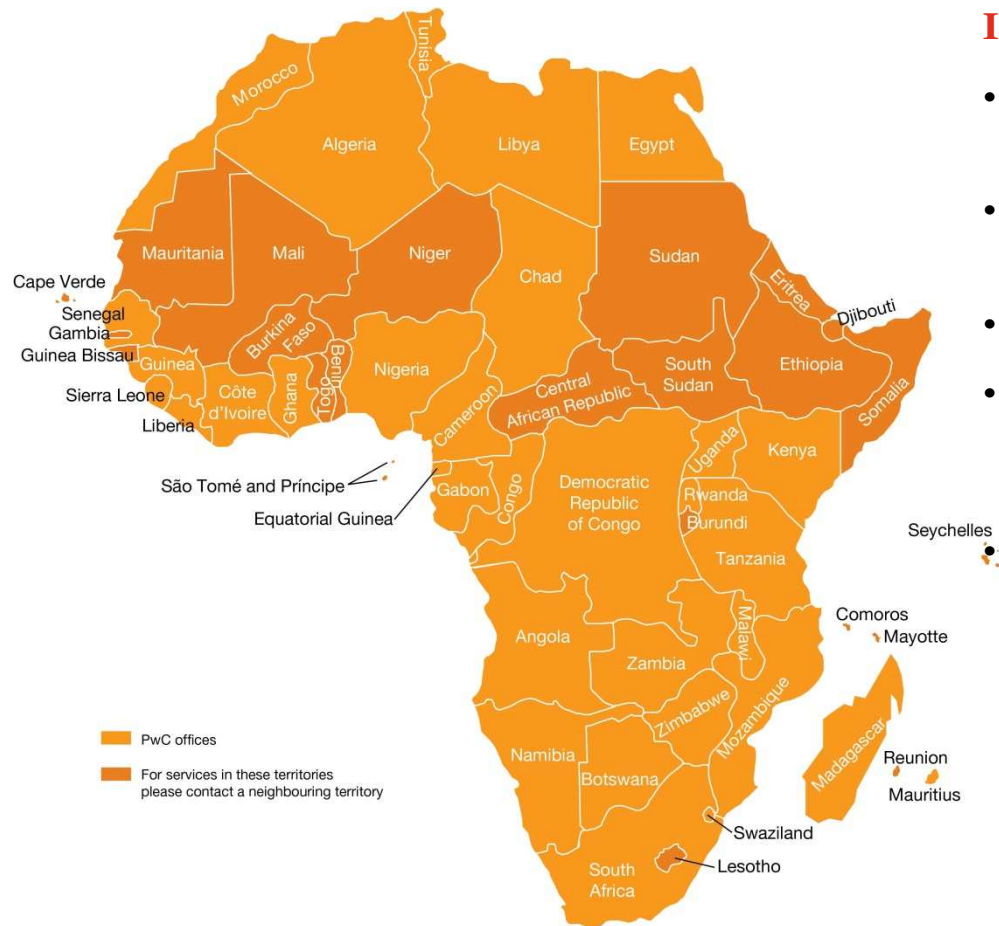 I
•
Tunisia
Morocco
Algeria
Libya
Egypt
•
Mauritania
Mali
Niger
Chad
Sudan
Eritrea
Cape Verde
Senegal
Gambia
Djibouti
•
Burkina
Faso
Guinea Bissau
Guinea
Benin
Togo
Nigeria
South
Sudan
Ethiopia
Somalia
Sierra Leone
Côte
d'Ivoire
Ghana
Central
African Republic
•
Liberia
Cameroon
Uganda
Kenya
São Tomé and Príncipe
Equatorial Guinea
Gabon
Congo
Democratic
Republic
of Congo
Rwanda
Burundi
Tanzania
Seychelles
•
Comoros
Mayotte
Angola
Zambia
Malawi
Zimbabwe
Mozambique
Madagascar
PwC offices
For services in these territories
please contact a neighbouring territory
Namibia
Botswana
Reunion
Mauritius
Swaziland
Lesotho
South
Africa